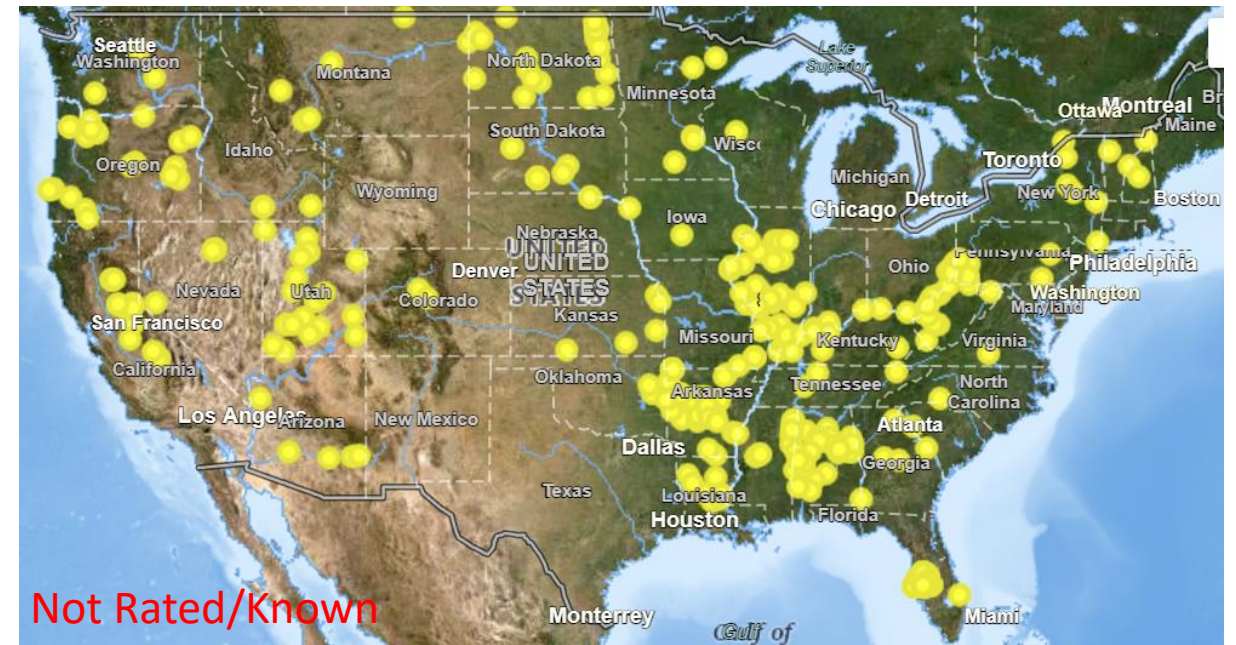 Seattle
Washington
Montana
North Dakota
Minnesota
Lake
Superior
Ottawa
Montreal
Br
Maine
Oregon
Idaho
South Dakota
Wisc
Toronto
Wyoming
Michigan
Detroit
New York
Boston
Chicago
Iowa
Nebraska
UNITED
UNITED
STATES
STATES
Denver
Ohio
Pennsylvania
Philadelphia
Nevada
Utah
Colorado
Kansas
Washington
Maryland
San Francisco
Missouri
Kentucky
Virginia
California
Oklahoma
Arkansas
Tennessee
North
Carolina
Los Angeles
Arizona
New Mexico
Dallas
Atlanta
Georgia
Texas
Louisiana
Houston
Florida
Not Rated/Known
Monterrey
Miami
Gulf of